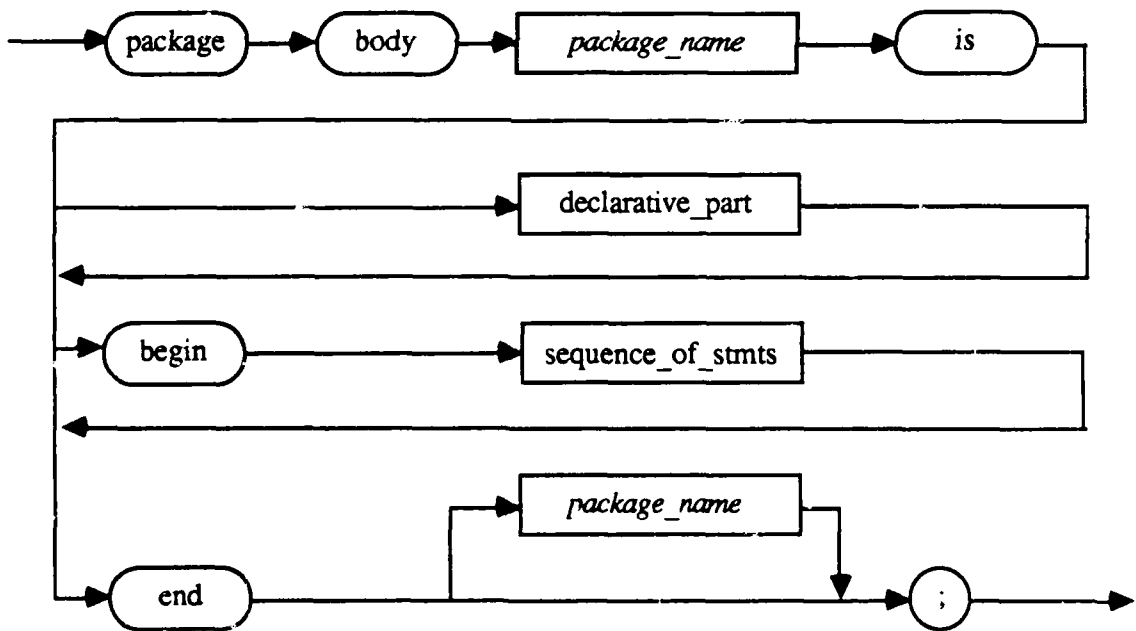 package body package_name is
declarative_part
begin sequence_of_stmts
package_name
end ;